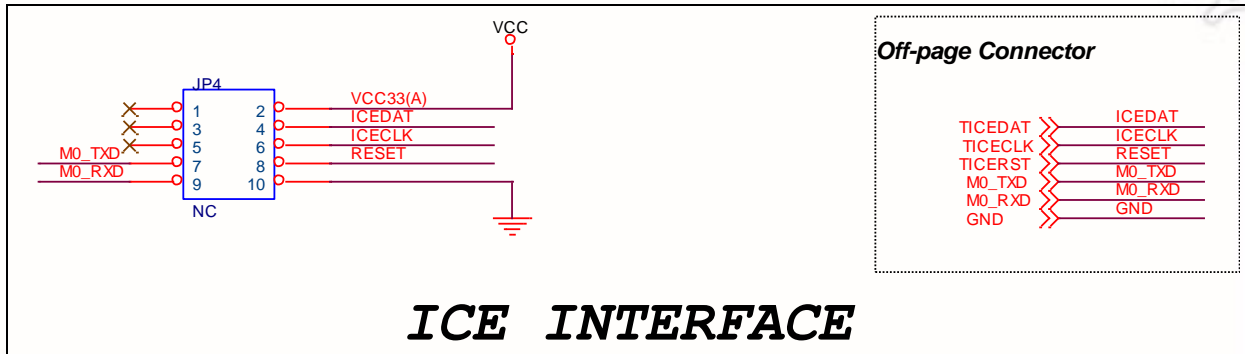 VCC
Off-page Connector
JP4
1 2 VCC33(A)
3 4 ICEDAT
5 6 ICECLK
M0_TXD 7 8 RESET
M0_RXD 9 10
NC
TICEDAT ICEDAT
TICECLK ICECLK
TICERST RESET
M0_TXD M0_TXD
M0_RXD M0_RXD
GND GND
ICE INTERFACE